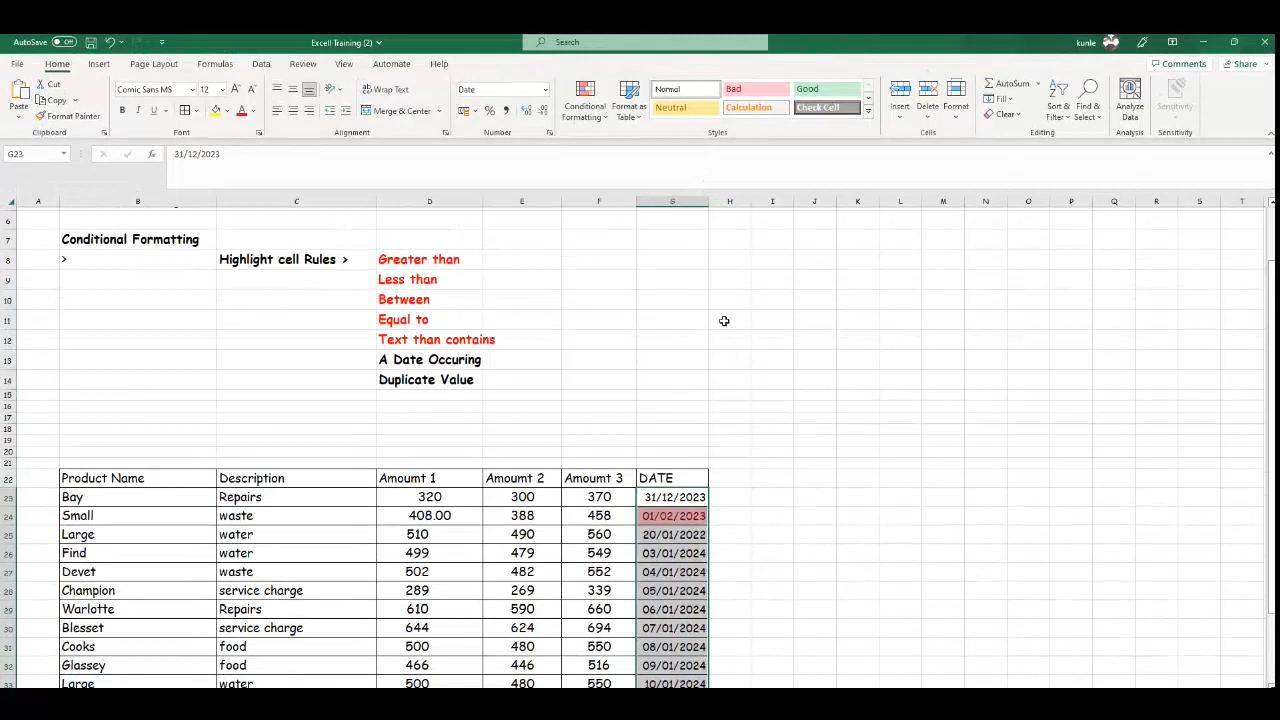 AutoSave Off Excell Training (2) Search kunle
File Home Insert Page Layout Formulas Data Review View Automate Help Comments Share
Cut Comic Sans MS 12 Wrap Text Date Normal Bad Good AutoSum
Copy Fill
Paste Format Painter B I U Merge & Center % Conditional Formatting Format as Table Neutral Calculation Check Cell Insert Delete Format Clear Sort & Filter Find & Select Analyze Data Sensitivity
Clipboard Font Alignment Number Styles Cells Editing Analysis Sensitivity
G23 fx 31/12/2023
A B C D E F G H I J K L M N O P Q R S T
6
7 Conditional Formatting
8 > Highlight cell Rules > Greater than
9 Less than
10 Between
11 Equal to
12 Text than contains
13 A Date Occuring
14 Duplicate Value
15
16
17
18
19
20
21
22 Product Name Description Amoumt 1 Amoumt 2 Amoumt 3 DATE
23 Bay Repairs 320 300 370 31/12/2023
24 Small waste 408.00 388 458 01/02/2023
25 Large water 510 490 560 20/01/2022
26 Find water 499 479 549 03/01/2024
27 Devet waste 502 482 552 04/01/2024
28 Champion service charge 289 269 339 05/01/2024
29 Warlotte Repairs 610 590 660 06/01/2024
30 Blesset service charge 644 624 694 07/01/2024
31 Cooks food 500 480 550 08/01/2024
32 Glassey food 466 446 516 09/01/2024
33 Large water 500 480 550 10/01/2024